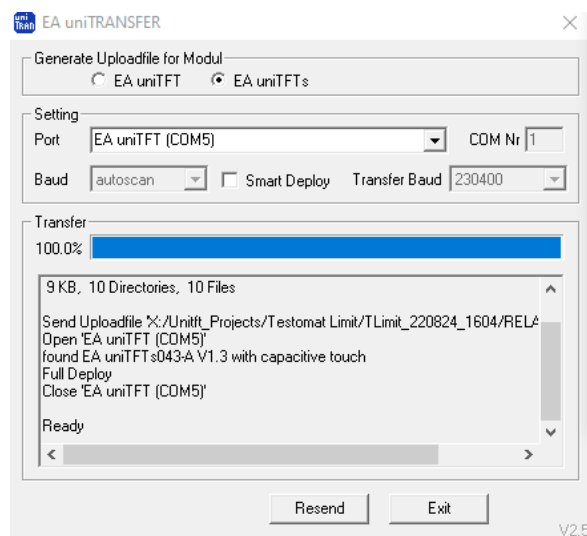 uni
TRAN
EA uniTRANSFER
Generate Uploadfile for Modul
EA uniTFT
EA uniTFTs
Setting
Port
EA uniTFT (COM5)
COM Nr
1
Baud
autoscan
Smart Deploy
Transfer Baud
230400
Transfer
100.0%
9 KB, 10 Directories, 10 Files
Send Uploadfile 'X:/Unitft_Projects/Testomat Limit/TLimit_220824_1604/RELA
Open 'EA uniTFT (COM5)'
found EA uniTFTs043-A V1.3 with capacitive touch
Full Deploy
Close 'EA uniTFT (COM5)'
Ready
Resend
Exit
V2.5